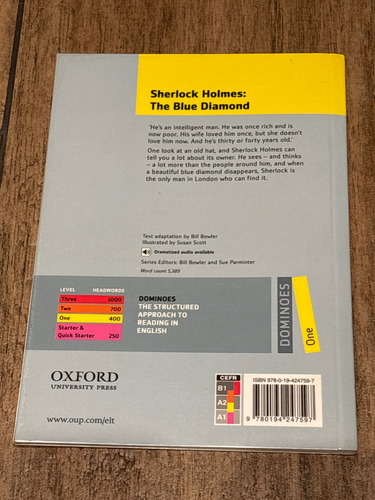 Sherlock Holmes:
The Blue Diamond
'He's an intelligent man. He was once rich and is
now poor. His wife loved him once, but she doesn't
love him now. And he's thirty or forty years old.'
One look at an old hat, and Sherlock Holmes can
tell you a lot about its owner. He sees – and thinks
– a lot more than the people around him, and when
a beautiful blue diamond disappears, Sherlock is
the only man in London who can find it.
Text adaptation by Bill Bowler
Illustrated by Susan Scott
Dramatized audio available
Series Editors: Bill Bowler and Sue Parminter
Word count 5,389
LEVEL HEADWORDS
Three 1000
Two 700
One 400
Starter &
Quick Starter 250
DOMINOES
THE STRUCTURED
APPROACH TO
READING IN
ENGLISH
DOMINOES
One
OXFORD
UNIVERSITY PRESS
www.oup.com/elt
CEFR
B1
A2
A1
ISBN 978-0-19-424759-7
9 780194 247597